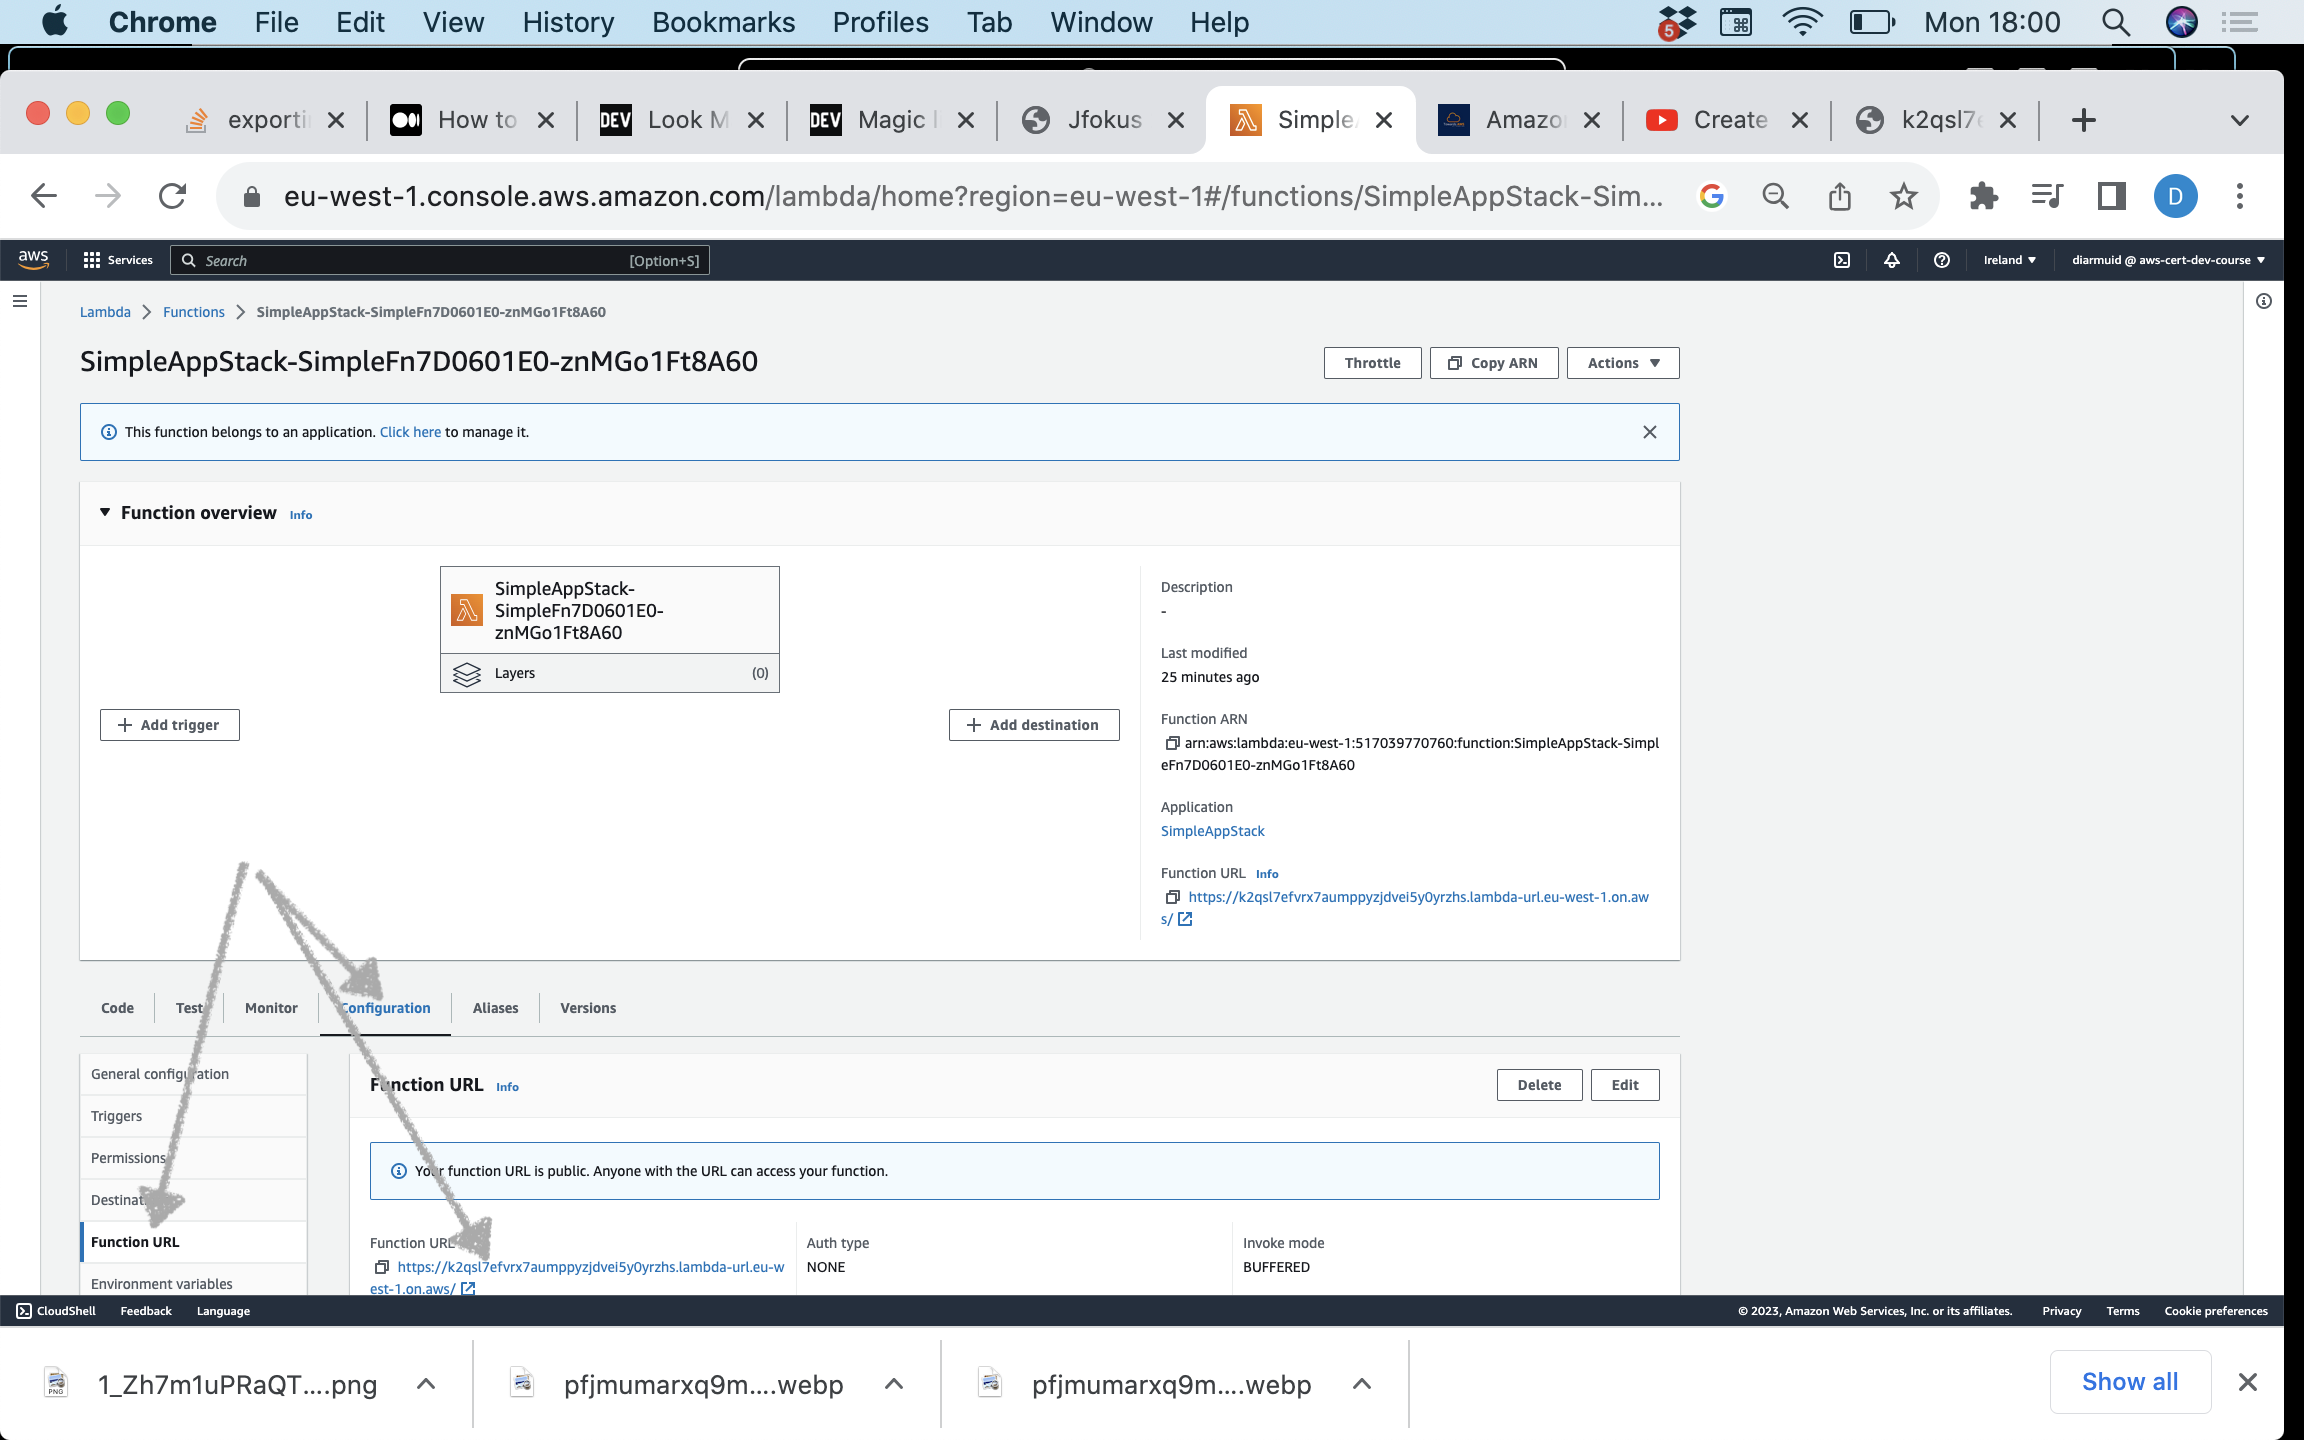 Chrome File Edit View History Bookmarks Profiles Tab Window Help 5 Mon 18:00
exporti How to DEV Look M DEV Magic Jfokus Simple Amazo Create k2qsl7e
eu-west-1.console.aws.amazon.com/lambda/home?region=eu-west-1#/functions/SimpleAppStack-Sim... G D
aws Services Search [Option+S] Ireland diarmuid @ aws-cert-dev-course
Lambda Functions SimpleAppStack-SimpleFn7D0601E0-znMGo1Ft8A60
SimpleAppStack-SimpleFn7D0601E0-znMGo1Ft8A60
Throttle Copy ARN Actions
This function belongs to an application. Click here to manage it.
Function overview Info
SimpleAppStack-
SimpleFn7D0601E0-
znMGo1Ft8A60
Layers (0)
Add trigger
Add destination
Description
-
Last modified
25 minutes ago
Function ARN
arn:aws:lambda:eu-west-1:517039770760:function:SimpleAppStack-Simpl
eFn7D0601E0-znMGo1Ft8A60
Application
SimpleAppStack
Function URL Info
https://k2qsl7efvrx7aumppyzjdvei5y0yrzhs.lambda-url.eu-west-1.on.aw
s/
Code Test Monitor Configuration Aliases Versions
General configuration
Triggers
Permissions
Destinat
Function URL
Environment variables
Function URL Info
Delete Edit
Your function URL is public. Anyone with the URL can access your function.
Function URL
https://k2qsl7efvrx7aumppyzjdvei5y0yrzhs.lambda-url.eu-w
est-1.on.aws/
Auth type
NONE
Invoke mode
BUFFERED
CloudShell Feedback Language © 2023, Amazon Web Services, Inc. or its affiliates. Privacy Terms Cookie preferences
1_Zh7m1uPRaQT....png pfjmumarxq9m....webp pfjmumarxq9m....webp Show all